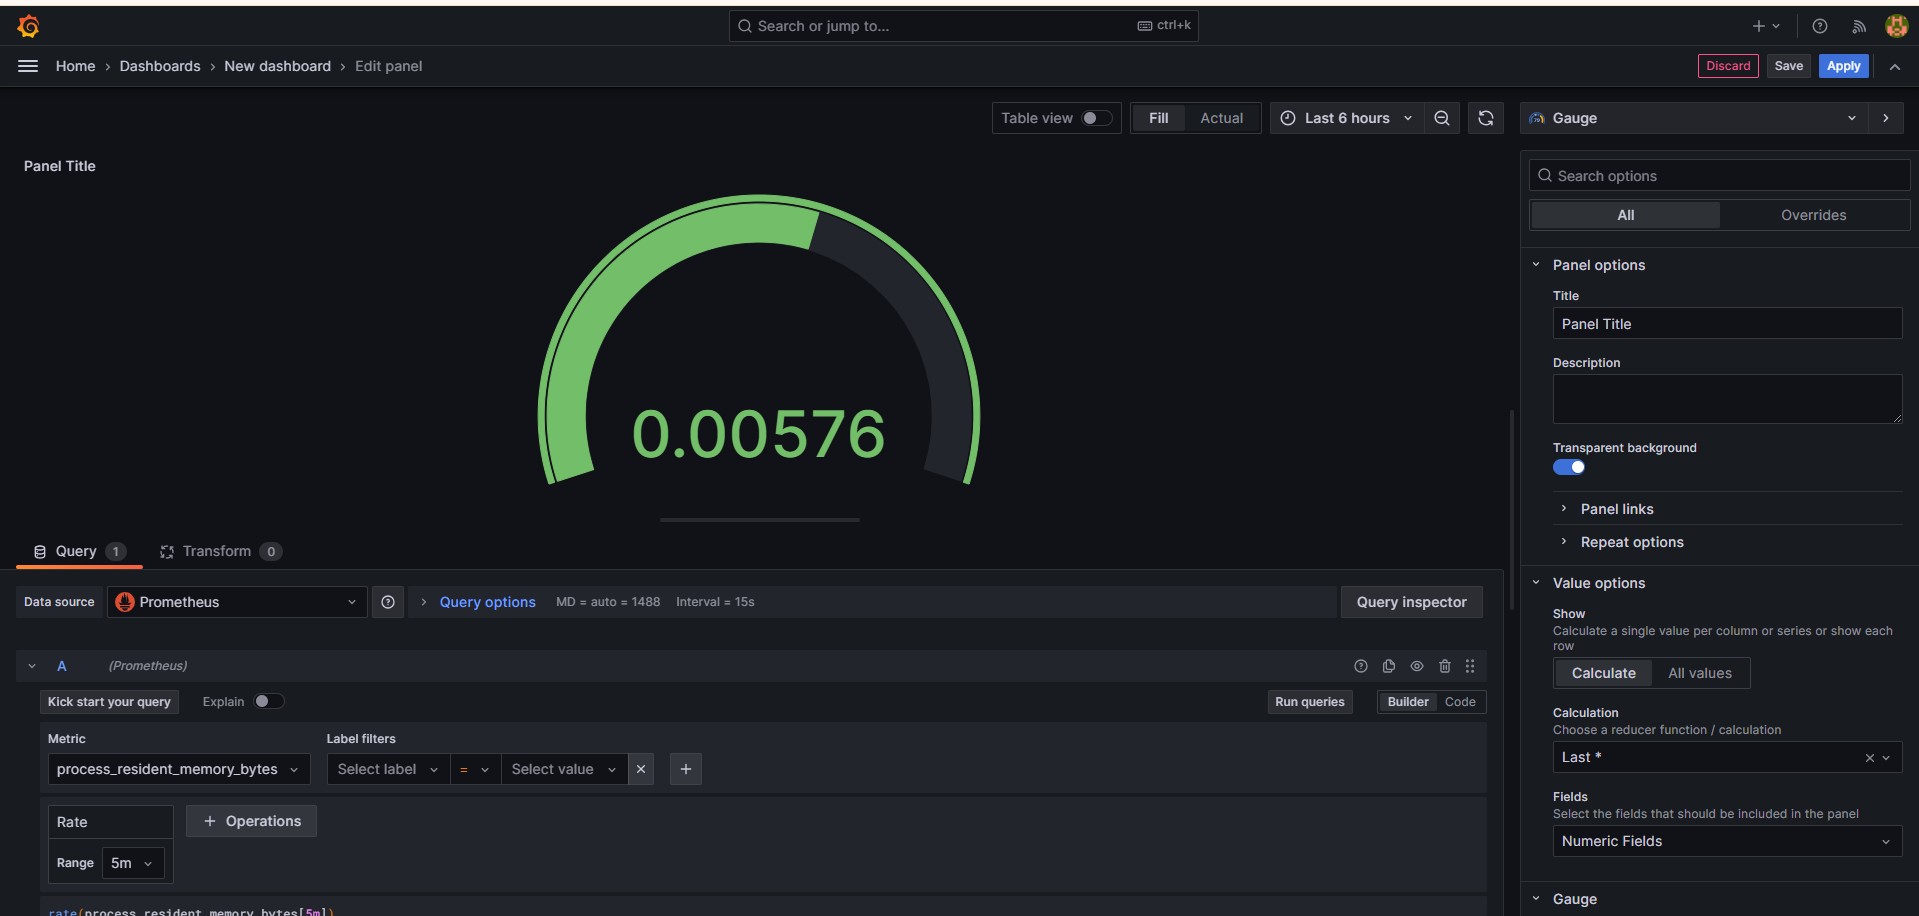 Search or jump to... ctrl+k
Home › Dashboards › New dashboard › Edit panel
Discard Save Apply
Table view Fill Actual Last 6 hours Gauge
Panel Title
0.00576
Query 1 Transform 0
Data source Prometheus Query options MD = auto = 1488 Interval = 15s Query inspector
A (Prometheus)
Kick start your query Explain Run queries Builder Code
Metric Label filters
process_resident_memory_bytes Select label = Select value
Rate + Operations
Range 5m
rate(process_resident_memory_bytes[5m])
Search options
All Overrides
Panel options
Title
Panel Title
Description
Transparent background
Panel links
Repeat options
Value options
Show
Calculate a single value per column or series or show each
row
Calculate All values
Calculation
Choose a reducer function / calculation
Last *
Fields
Select the fields that should be included in the panel
Numeric Fields
Gauge